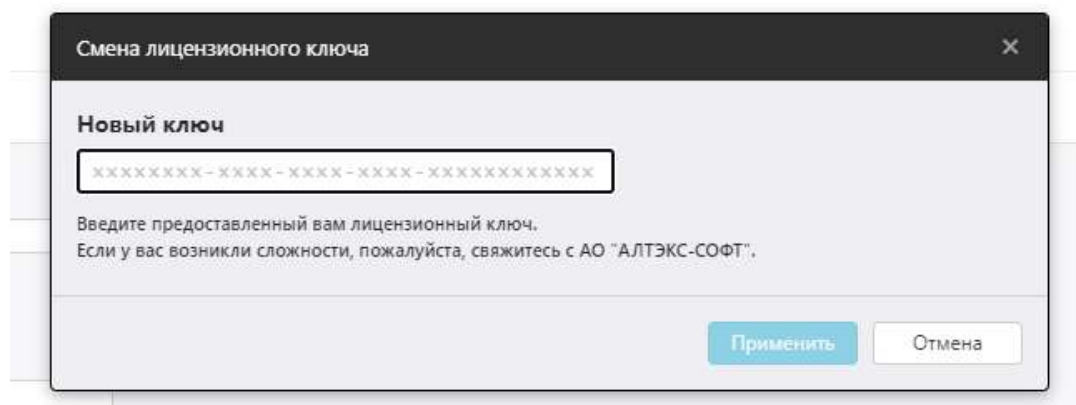 Смена лицензионного ключа
Новый ключ
xxxxxxxx-xxxx-xxxx-xxxx-xxxxxxxxxxxx
Введите предоставленный вам лицензионный ключ.
Если у вас возникли сложности, пожалуйста, свяжитесь с АО "АЛТЭКС-СОФТ".
Применить
Отмена